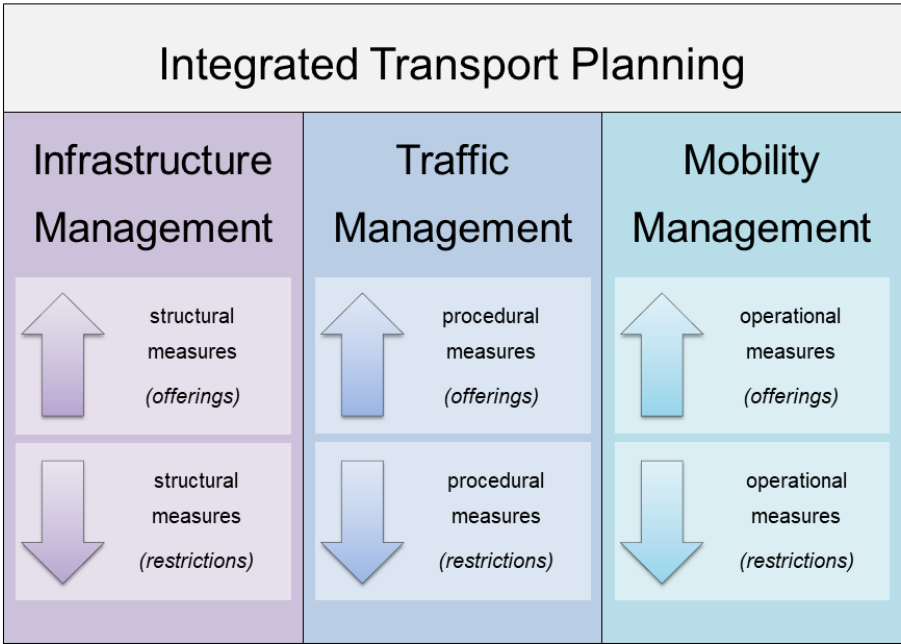 Integrated Transport Planning
Infrastructure
Management
structural
measures
(offerings)
structural
measures
(restrictions)
Traffic
Management
procedural
measures
(offerings)
procedural
measures
(restrictions)
Mobility
Management
operational
measures
(offerings)
operational
measures
(restrictions)